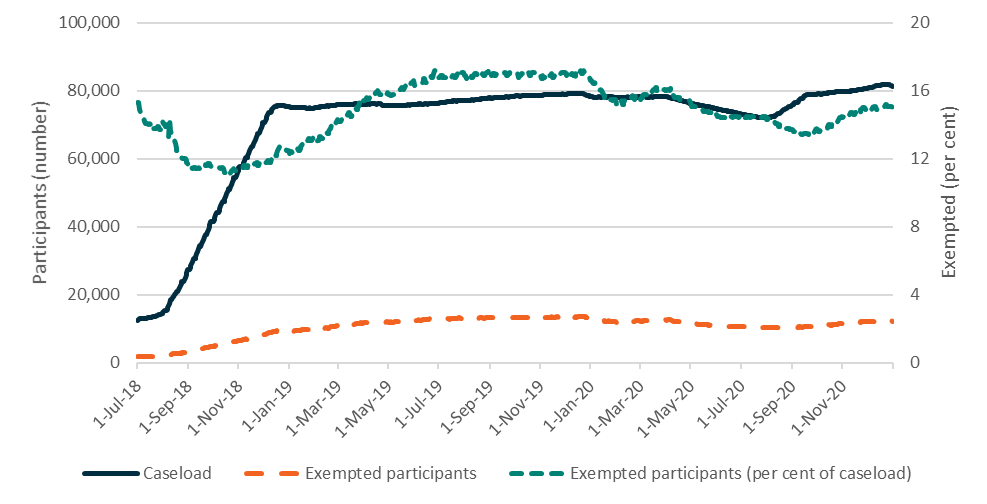 100,000
80,000
60,000
40,000
20,000
0
Participants (number)
20
16
12
8
4
0
Exempted (per cent)
1-Jul-18
1-Sep-18
1-Nov-18
1-Jan-19
1-Mar-19
1-May-19
1-Jul-19
1-Sep-19
1-Nov-19
1-Jan-20
1-Mar-20
1-May-20
1-Jul-20
1-Sep-20
1-Nov-20
Caseload
Exempted participants
Exempted participants (per cent of caseload)